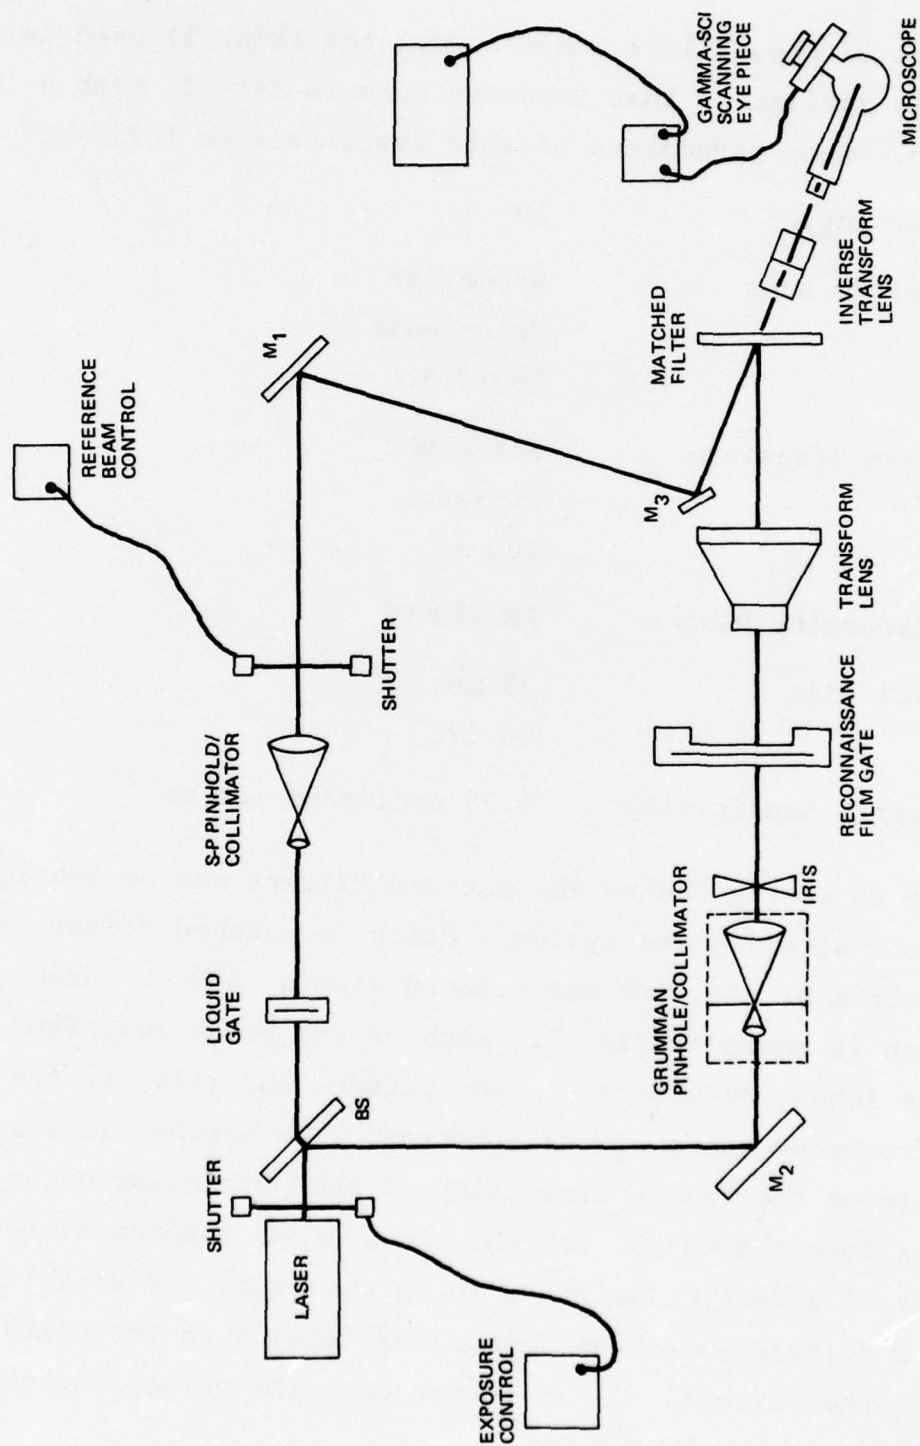 REFERENCE
BEAM
CONTROL
GAMMA-SCI
SCANNING
EYE PIECE
MICROSCOPE
M1
S-PINHOLD/
COLLIMATOR
SHUTTER
LIQUID
GATE
BS
SHUTTER
LASER
EXPOSURE
CONTROL
M2
GRUMMAN
PINHOLE/COLLIMATOR
IRIS
RECONNAISSANCE
FILM GATE
TRANSFORM
LENS
M3
MATCHED
FILTER
INVERSE
TRANSFORM
LENS